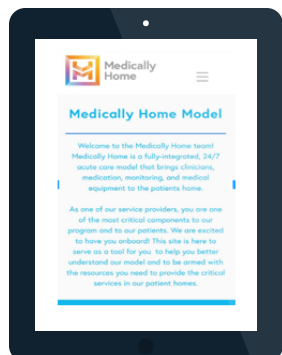 Medically
Home
Medically Home Model
Welcome to the Medically Home team!
Medically Home is a fully-integrated, 24/7
acute care model that brings clinicians,
medication, monitoring, and medical
equipment to the patients home.
As one of our service providers, you are one
of the most critical components to our
program and to our patients. We are excited
to have you onboard! This site is here to
serve as a tool for you to help you better
understand our model and to be armed with
the resources you need to provide the critical
services in our patient homes.